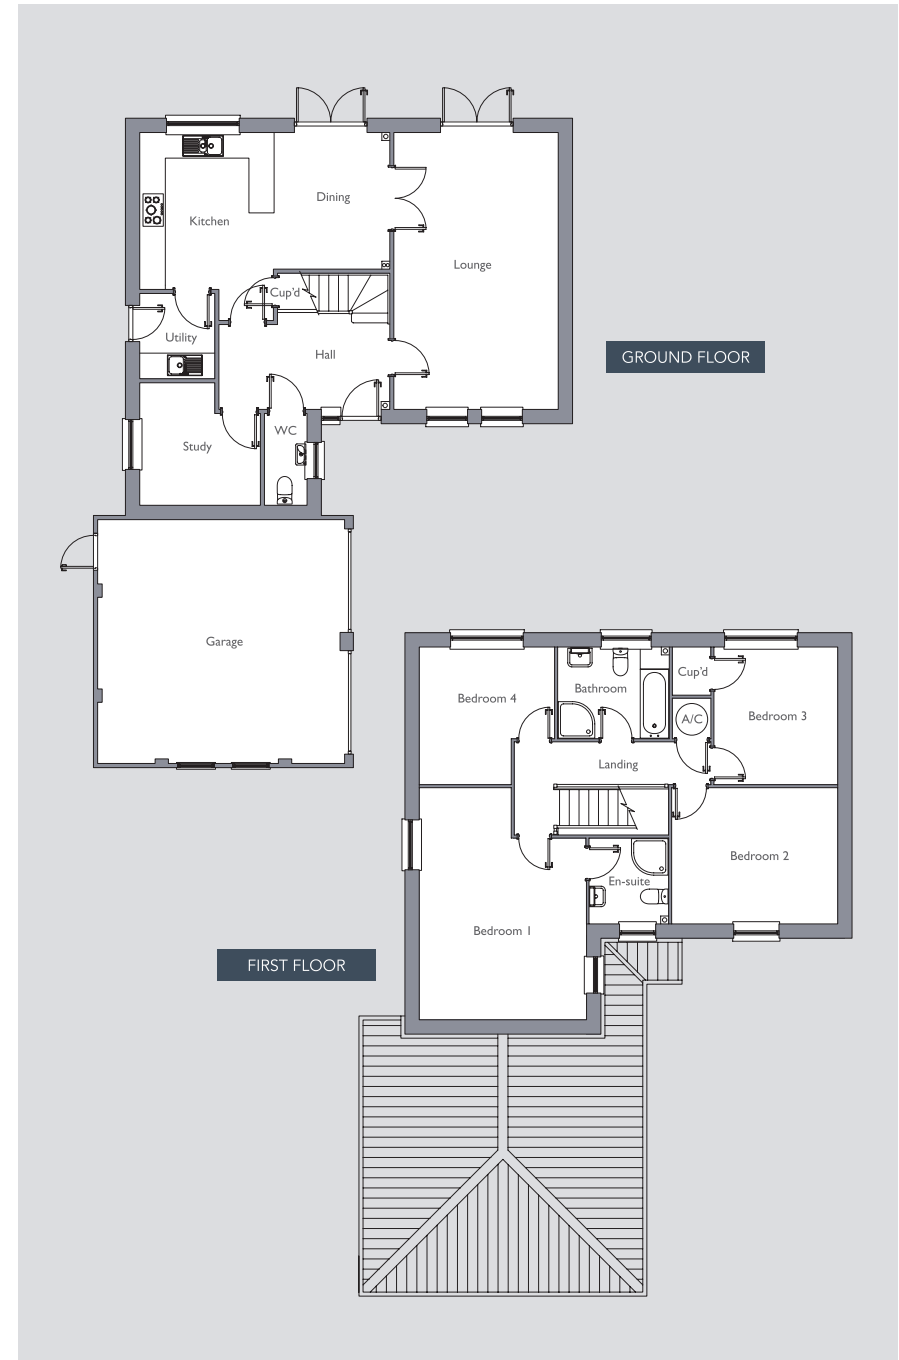 Dining
Kitchen
Lounge
Cup'd
Utility
Hall
GROUND FLOOR
WC
Study
Garage
Bedroom 4
Bathroom
Cup'd
A/C
Bedroom 3
Landing
Bedroom 2
En-suite
Bedroom 1
FIRST FLOOR